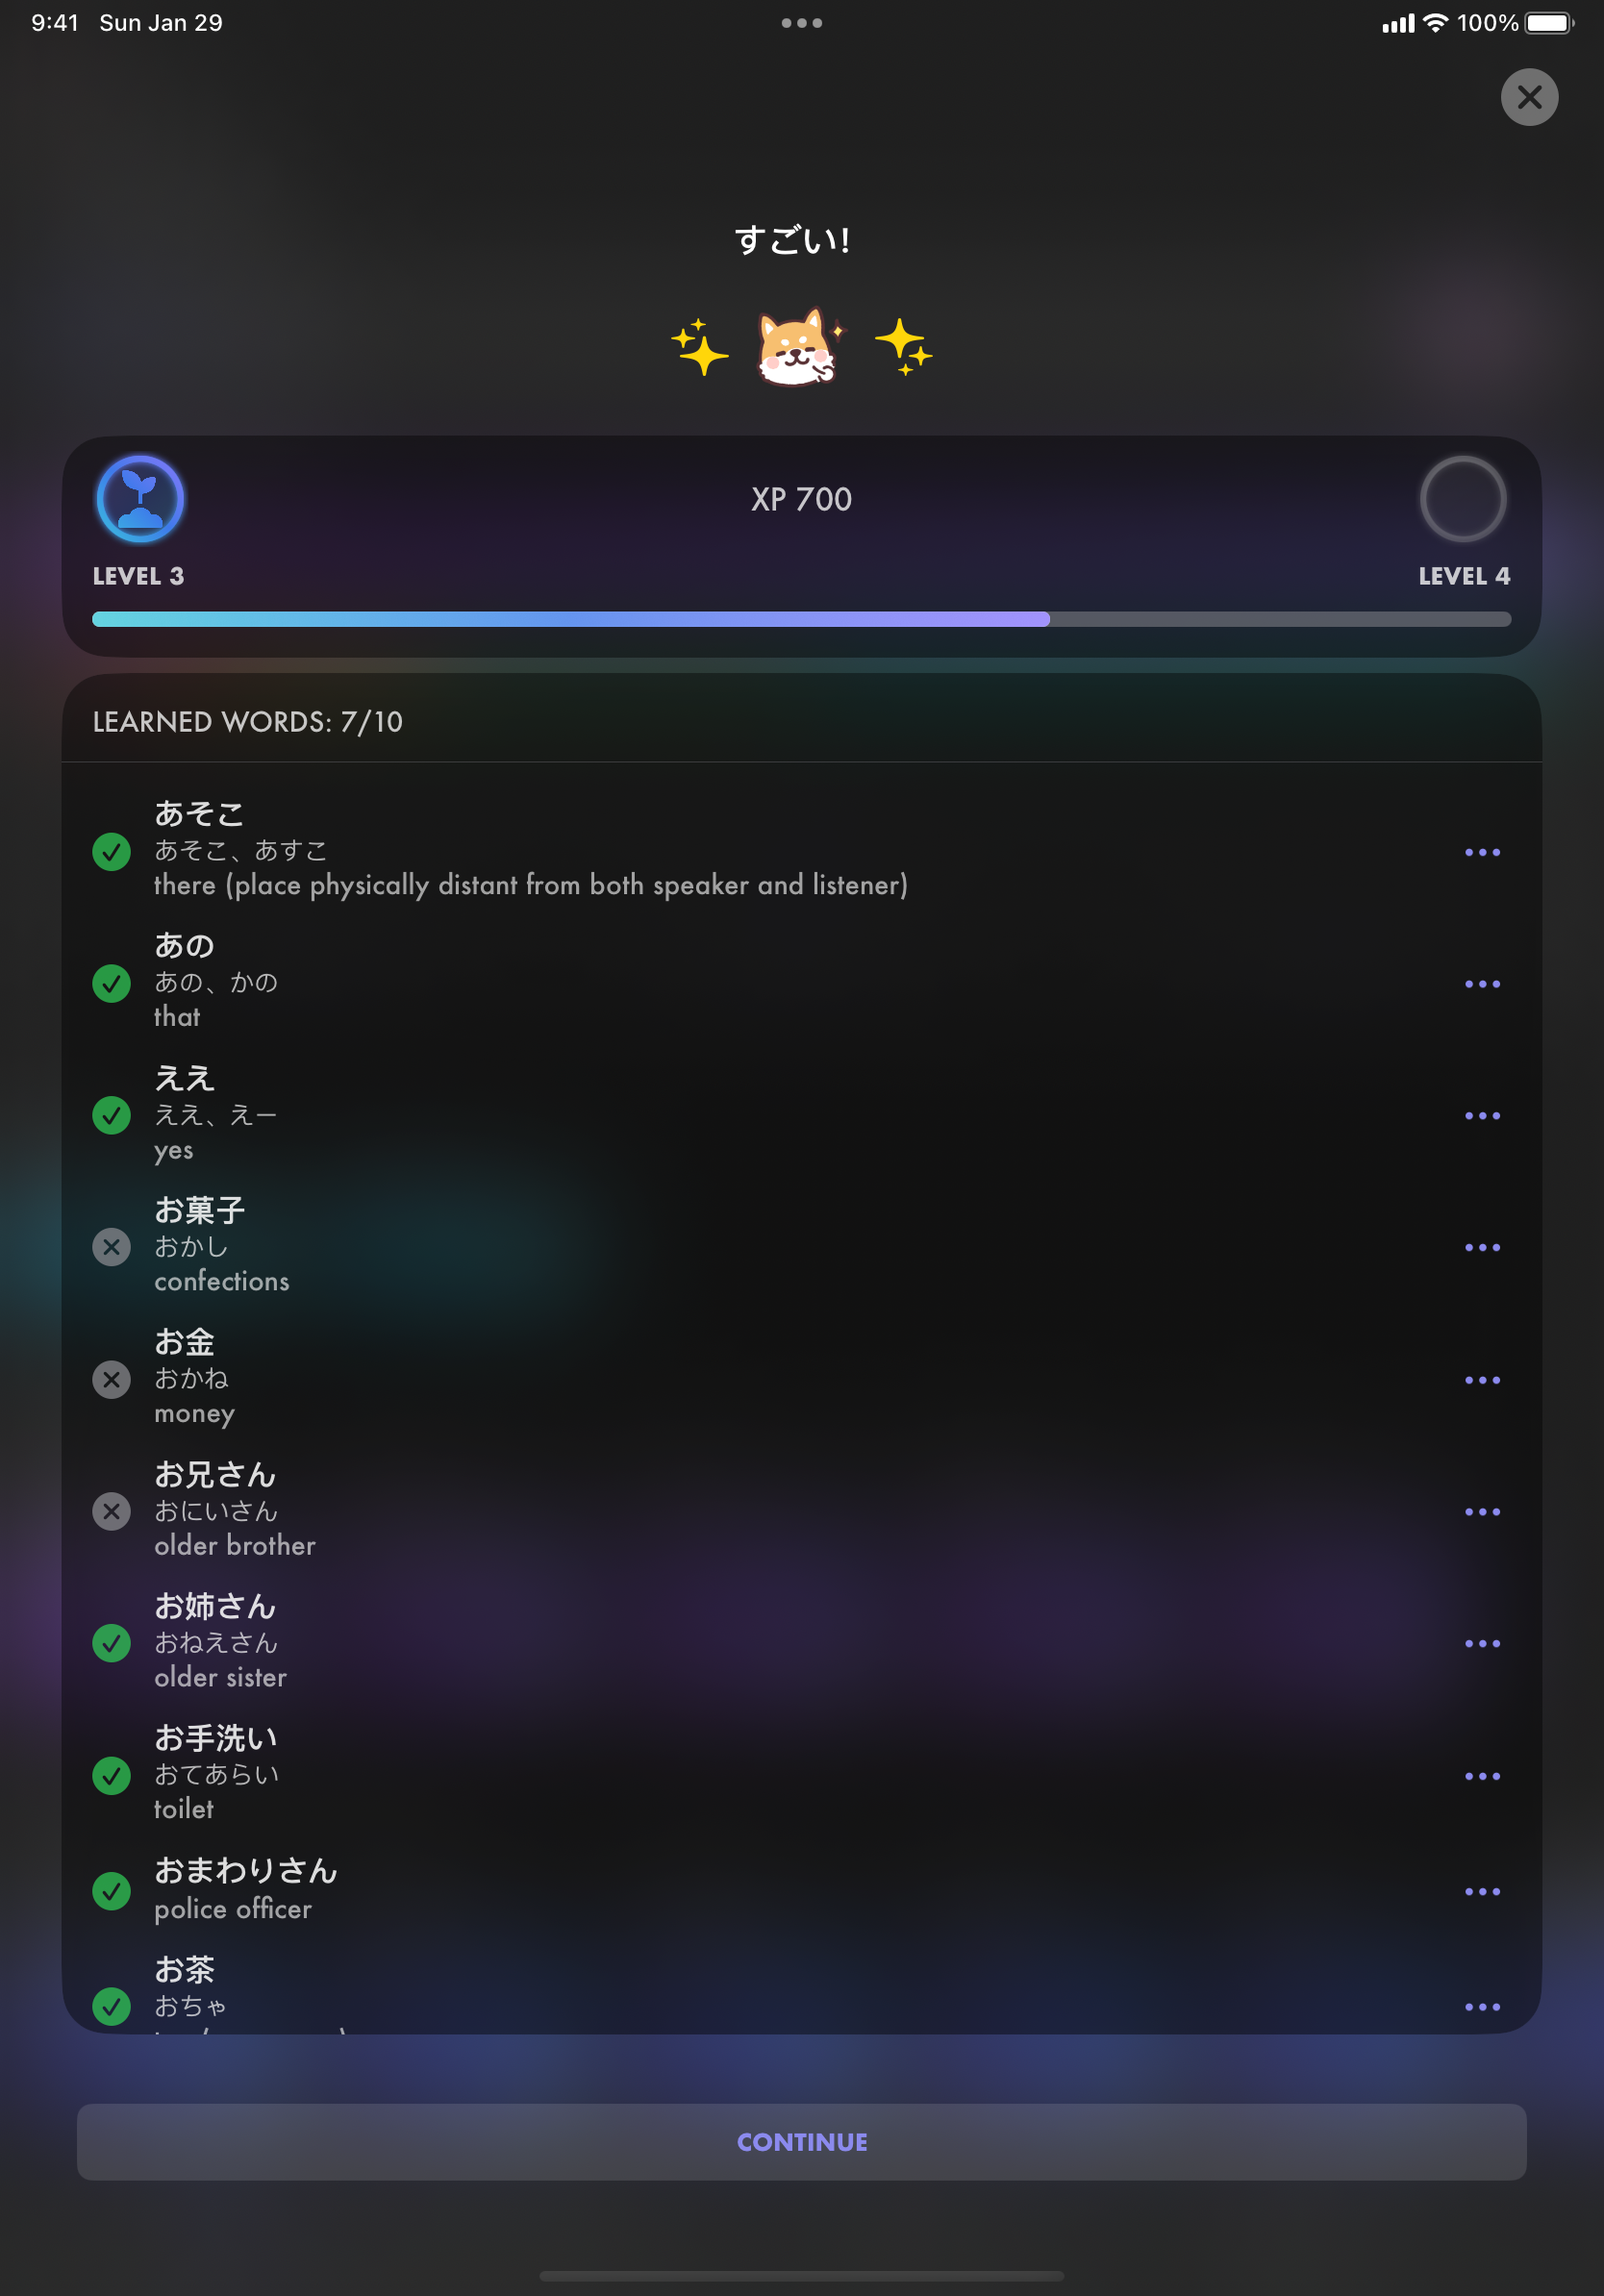 9:41 Sun Jan 29
100%
すごい!
XP 700
LEVEL 3
LEVEL 4
LEARNED WORDS: 7/10
あそこ
あそこ、あすこ
there (place physically distant from both speaker and listener)
あの
あの、かの
that
ええ
ええ、えー
yes
お菓子
おかし
confections
お金
おかね
money
お兄さん
おにいさん
older brother
お姉さん
おねえさん
older sister
お手洗い
おてあらい
toilet
おまわりさん
police officer
お茶
おちゃ
CONTINUE